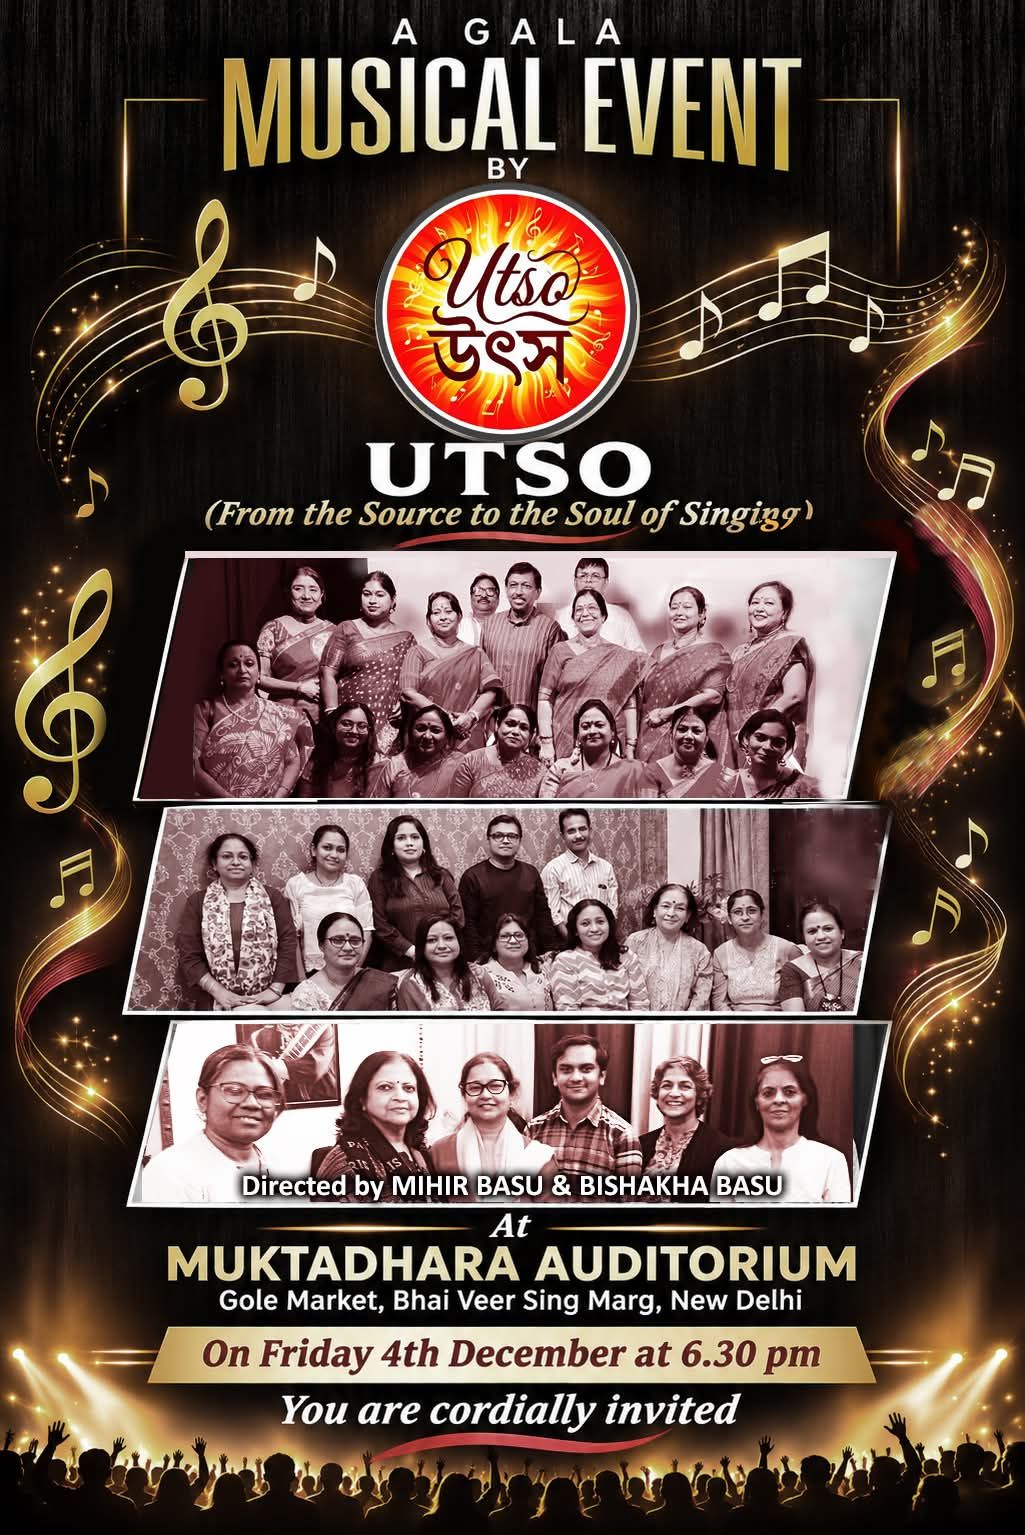 A GALA
MUSICAL EVENT
BY
Utso
উৎস
UTSO
(From the Source to the Soul of Singing)
Directed by MIHIR BASU & BISHAKHA BASU
At
MUKTADHARA AUDITORIUM
Gole Market, Bhai Veer Sing Marg, New Delhi
On Friday 4th December at 6.30 pm
You are cordially invited